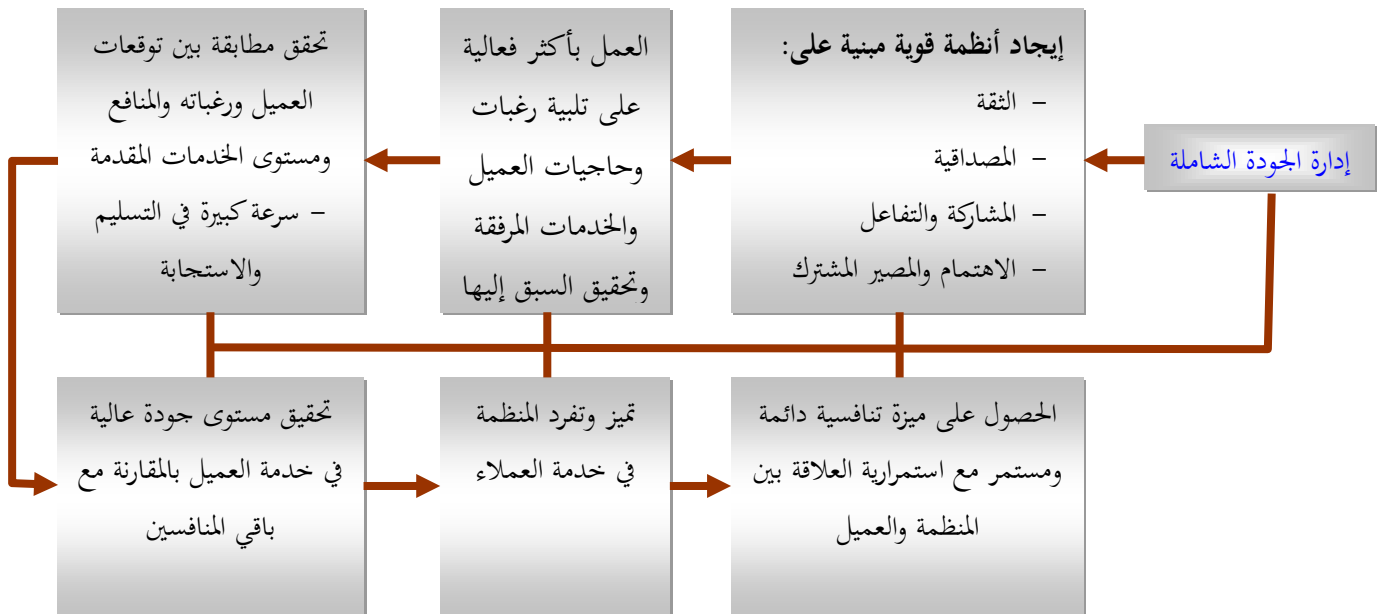 إدارة الجودة الشاملة
إيجاد أنظمة قوية مبنية على:
– الثقة
– المصداقية
– المشاركة والتفاعل
– الاهتمام والمصير المشترك
العمل بأكثر فعالية
على تلبية رغبات
وحاجيات العميل
والخدمات المرفقة
وتحقيق السبق إليها
تحقق مطابقة بين توقعات
العميل ورغباته والمنافع
ومستوى الخدمات المقدمة
– سرعة كبيرة في التسليم
والاستجابة
تحقيق مستوى جودة عالية
في خدمة العميل بالمقارنة مع
باقي المنافسين
تميز وتفرد المنظمة
في خدمة العملاء
الحصول على ميزة تنافسية دائمة
ومستمر مع استمرارية العلاقة بين
المنظمة والعميل